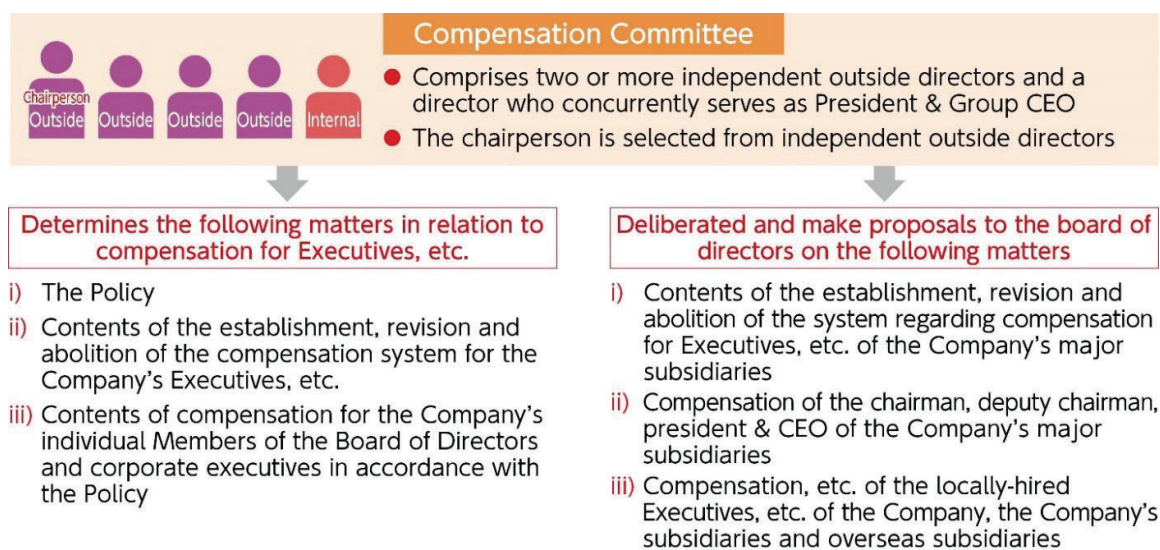 Compensation Committee
Chairperson
Outside
Outside
Outside
Outside
Internal
● Comprises two or more independent outside directors and a
director who concurrently serves as President & Group CEO
● The chairperson is selected from independent outside directors
Determines the following matters in relation to
compensation for Executives, etc.
i) The Policy
ii) Contents of the establishment, revision and
abolition of the compensation system for the
Company's Executives, etc.
iii) Contents of compensation for the Company's
individual Members of the Board of Directors
and corporate executives in accordance with
the Policy
Deliberated and make proposals to the board of
directors on the following matters
i) Contents of the establishment, revision and
abolition of the system regarding compensation
for Executives, etc. of the Company's major
subsidiaries
ii) Compensation of the chairman, deputy chairman,
president & CEO of the Company's major
subsidiaries
iii) Compensation, etc. of the locally-hired
Executives, etc. of the Company, the Company's
subsidiaries and overseas subsidiaries